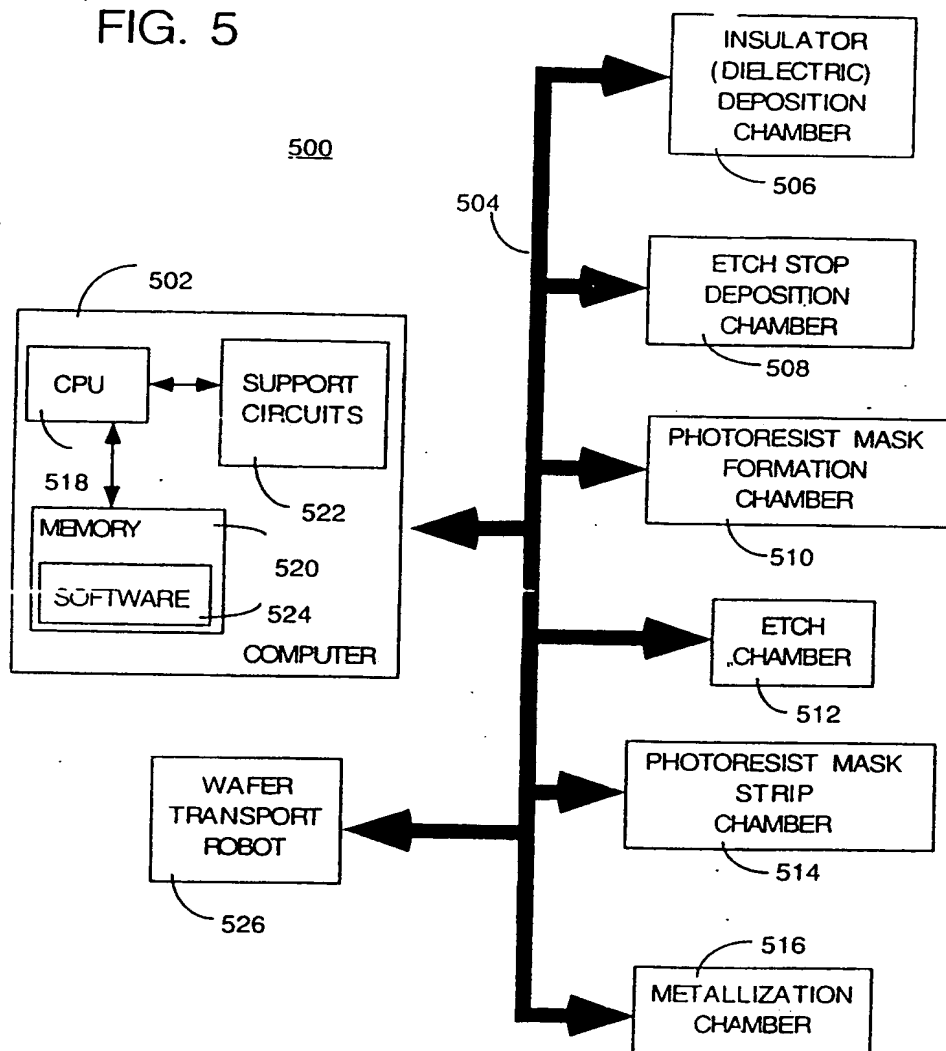 FIG. 5
500
502
CPU
518
SUPPORT
CIRCUITS
522
MEMORY
520
SOFTWARE
524
COMPUTER
504
INSULATOR
(DIELECTRIC)
DEPOSITION
CHAMBER
506
ETCH STOP
DEPOSITION
CHAMBER
508
PHOTORESIST MASK
FORMATION
CHAMBER
510
ETCH
CHAMBER
512
PHOTORESIST MASK
STRIP
CHAMBER
514
516
METALLIZATION
CHAMBER
WAFER
TRANSPORT
ROBOT
526